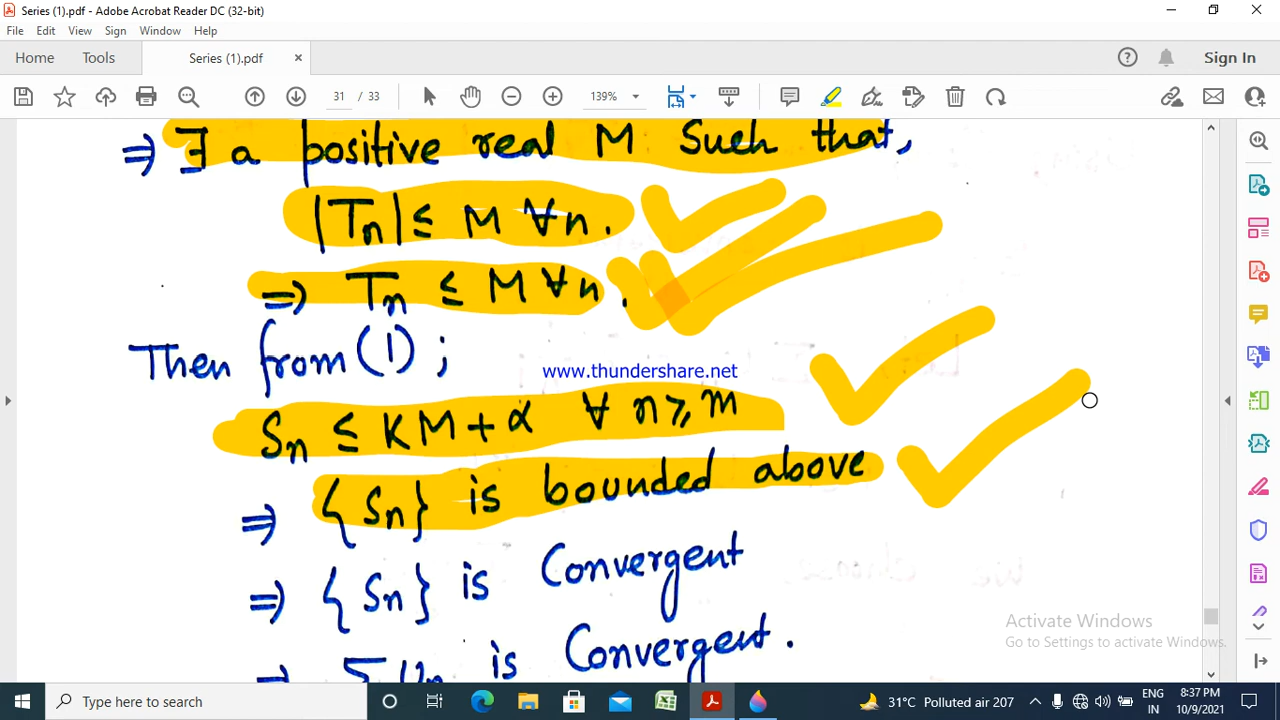 Series (1).pdf - Adobe Acrobat Reader DC (32-bit)
File Edit View Sign Window Help
Home Tools Series (1).pdf × Sign In
31 / 33 139%
⇒ ∃ a positive real M Such that,
|Tn| ≤ M ∀n.
⇒ Tn ≤ M ∀n.
Then from (1) ;
www.thundershare.net
Sn ≤ KM + α ∀ n ≥ m
⇒ {Sn} is bounded above
⇒ {Sn} is Convergent
⇒ Σ Un is Convergent.
Activate Windows
Go to Settings to activate Windows.
Type here to search
31°C Polluted air 207
ENG
IN
8:37 PM
10/9/2021